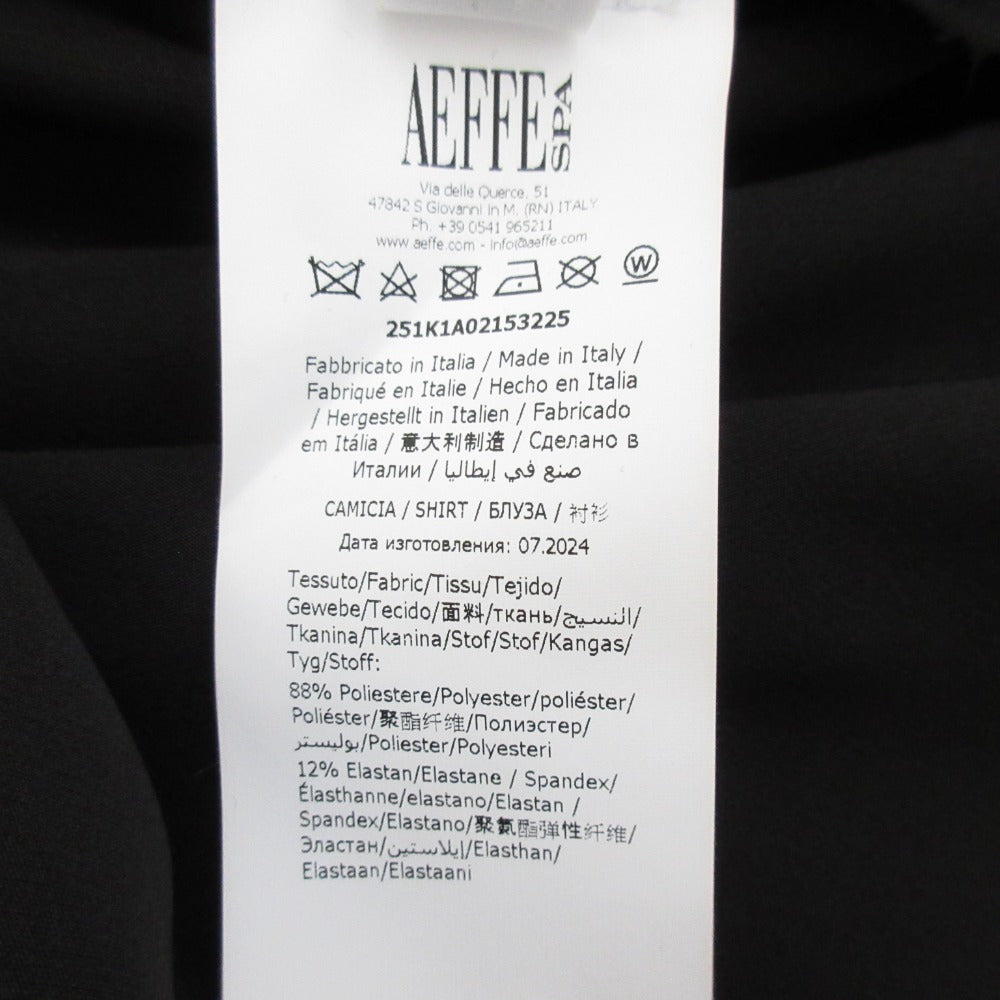 AEFFE SPA
Via delle Querce, 51
47842 S Giovanni in M. (RN) ITALY
Ph. +39 0541 965211
www.aeffe.com - info@aeffe.com
W
251K1A02153225
Fabbricato in Italia / Made in Italy /
Fabriqué en Italie / Hecho en Italia
/ Hergestellt in Italien / Fabricado
em Itália / 意大利制造 / Сделано в
Италии / صنع في إيطاليا
CAMICIA / SHIRT / БЛУЗА / 衬衫
Дата изготовления: 07.2024
Tessuto/Fabric/Tissu/Tejido/
Gewebe/Tecido/面料/ткань/النسيج/
Tkanina/Tkanina/Stof/Stof/Kangas/
Tyg/Stoff:
88% Poliestere/Polyester/poliéster/
Poliéster/聚酯纤维/Полиэстер/
بوليستر/Poliester/Polyesteri
12% Elastan/Elastane / Spandex/
Élasthanne/elastano/Elastan /
Spandex/Elastano/聚氨酯弹性纤维/
Эластан/إيلاستين/Elasthan/
Elastaan/Elastaani